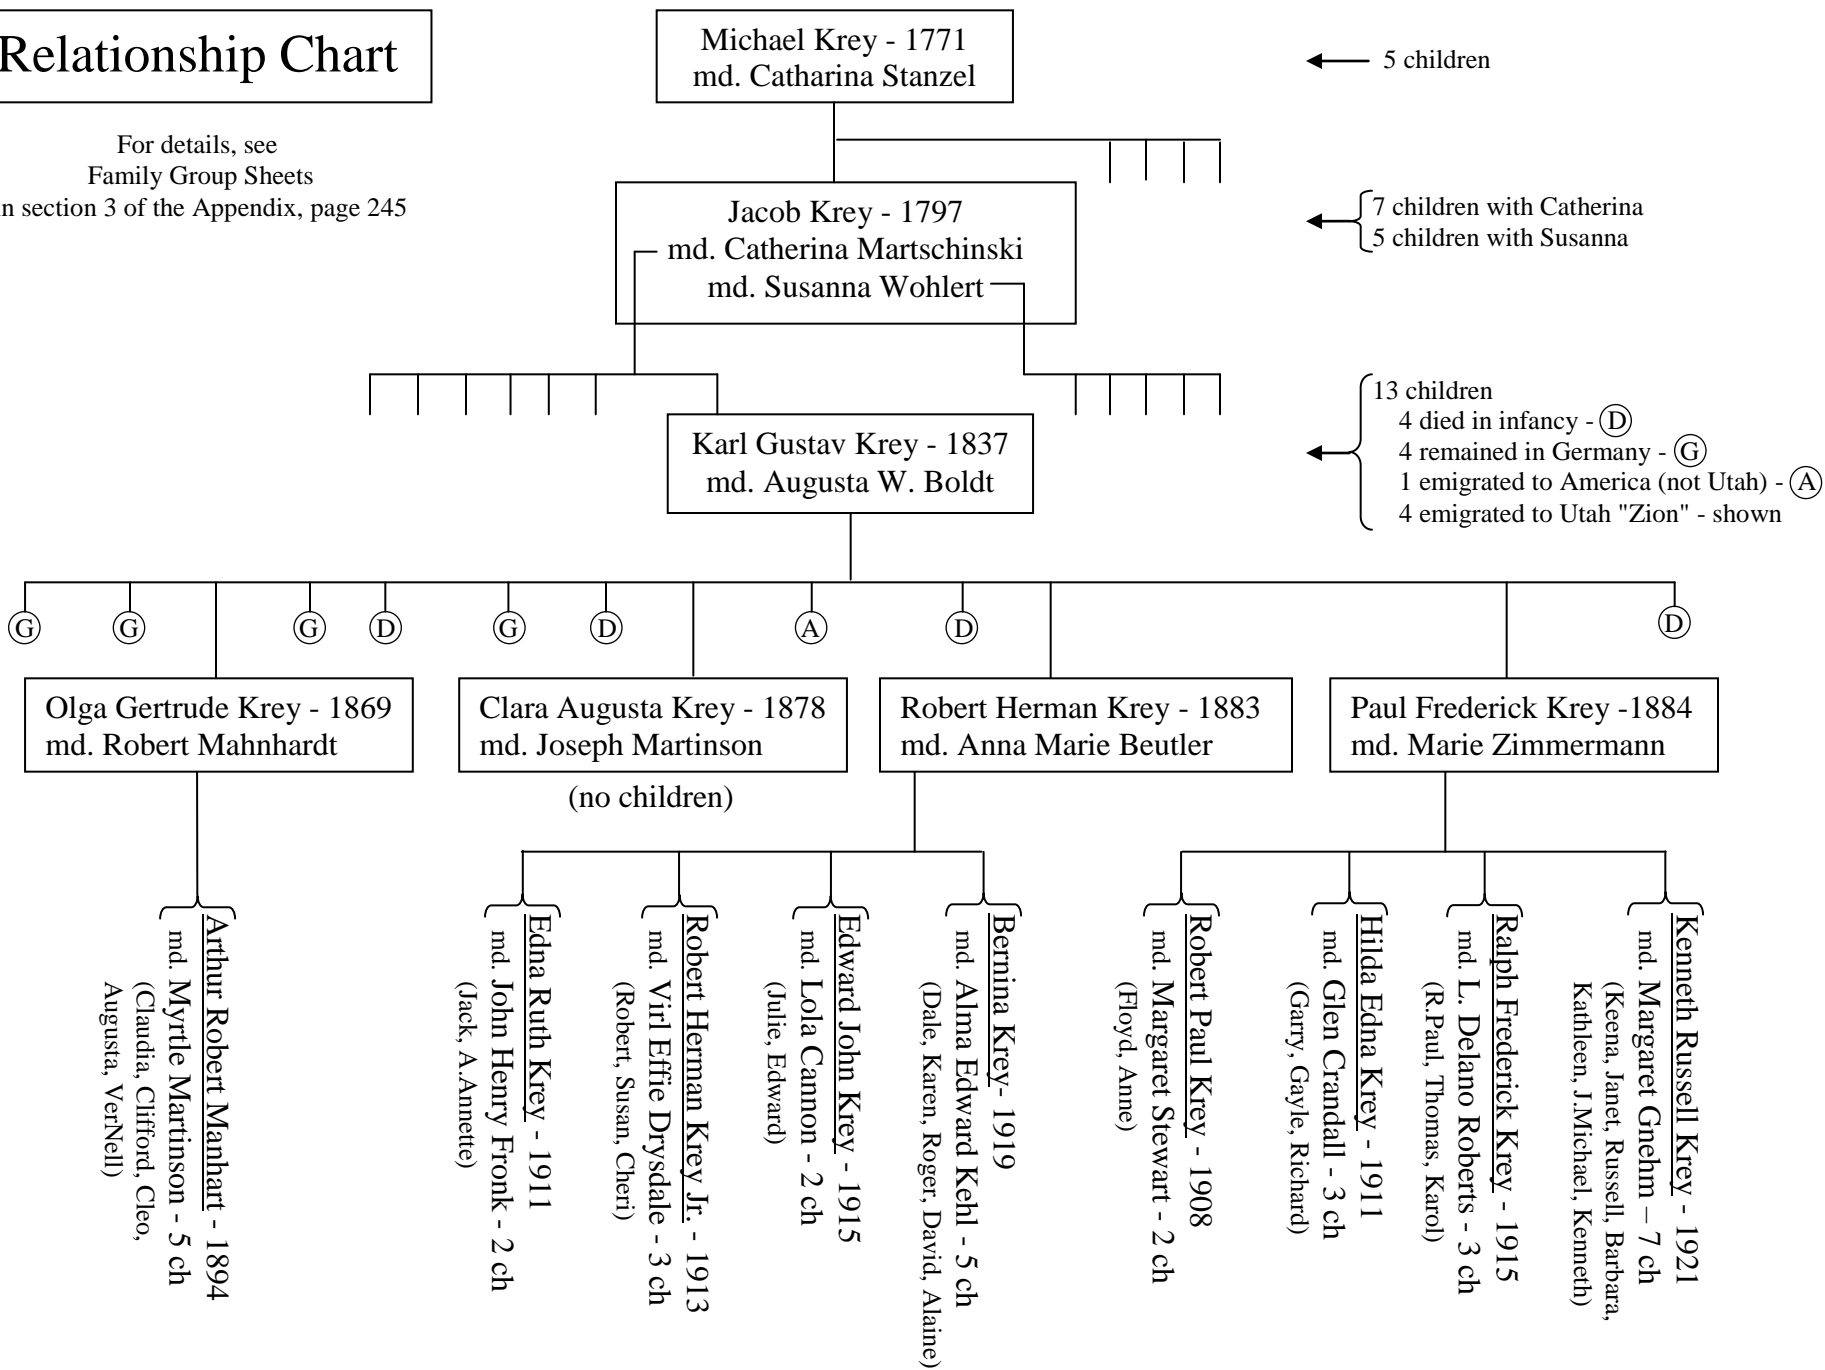 Relationship Chart
For details, see
Family Group Sheets
n section 3 of the Appendix, page 245
Michael Krey - 1771
md. Catharina Stanzel
5 children
Jacob Krey - 1797
md. Catherina Martschinski
md. Susanna Wohlert
7 children with Catherina
5 children with Susanna
Karl Gustav Krey - 1837
md. Augusta W. Boldt
13 children
4 died in infancy - D
4 remained in Germany - G
1 emigrated to America (not Utah) - A
4 emigrated to Utah "Zion" - shown
G
G
G
D
G
D
A
D
D
Olga Gertrude Krey - 1869
md. Robert Mahnhardt
Clara Augusta Krey - 1878
md. Joseph Martinson
(no children)
Robert Herman Krey - 1883
md. Anna Marie Beutler
Paul Frederick Krey -1884
md. Marie Zimmermann
Arthur Robert Manhart - 1894
md. Myrtle Martinson - 5 ch
(Claudia, Clifford, Cleo,
Augusta, VerNell)
Edna Ruth Krey - 1911
md. John Henry Fronk - 2 ch
(Jack, A.Annette)
Robert Herman Krey Jr. - 1913
md. Virl Effie Drysdale - 3 ch
(Robert, Susan, Cheri)
Edward John Krey - 1915
md. Lola Cannon - 2 ch
(Julie, Edward)
Bernina Krey- 1919
md. Alma Edward Kehl - 5 ch
(Dale, Karen, Roger, David, Alaine)
Robert Paul Krey - 1908
md. Margaret Stewart - 2 ch
(Floyd, Anne)
Hilda Edna Krey - 1911
md. Glen Crandall - 3 ch
(Garry, Gayle, Richard)
Ralph Frederick Krey - 1915
md. L. Delano Roberts - 3 ch
(R.Paul, Thomas, Karol)
Kenneth Russell Krey - 1921
md. Margaret Gnehm – 7 ch
(Keena, Janet, Russell, Barbara,
Kathleen, J.Michael, Kenneth)